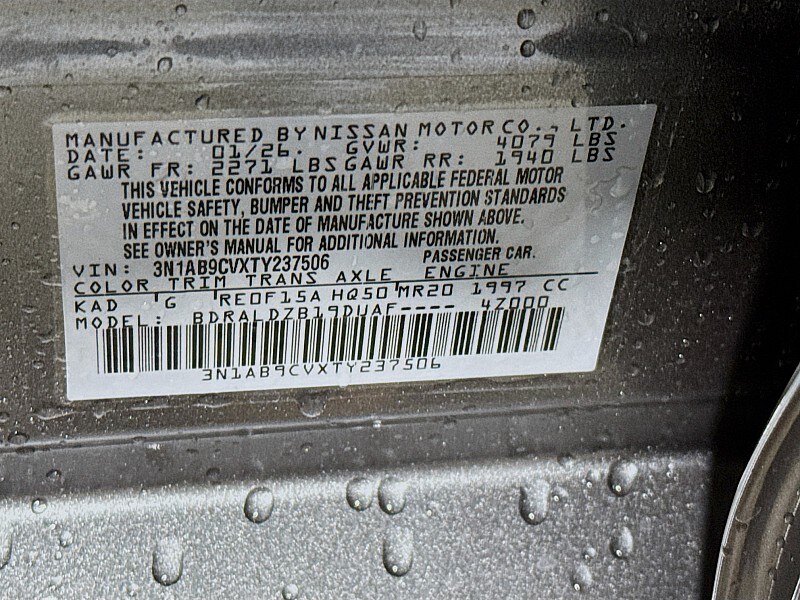 MANUFACTURED BY NISSAN MOTOR CO., LTD.
DATE: 01/26. GVWR: 4079 LBS
GAWR FR: 2271 LBS GAWR RR: 1940 LBS
THIS VEHICLE CONFORMS TO ALL APPLICABLE FEDERAL MOTOR
VEHICLE SAFETY, BUMPER AND THEFT PREVENTION STANDARDS
IN EFFECT ON THE DATE OF MANUFACTURE SHOWN ABOVE.
SEE OWNER'S MANUAL FOR ADDITIONAL INFORMATION.
VIN: 3N1AB9CVXTY237506 PASSENGER CAR.
COLOR TRIM TRANS AXLE ENGINE
KAD G RE0F15A HQ50 MR20 1997 CC
MODEL: BDRALDZB19DUAF---- 4Z000
3N1AB9CVXTY237506